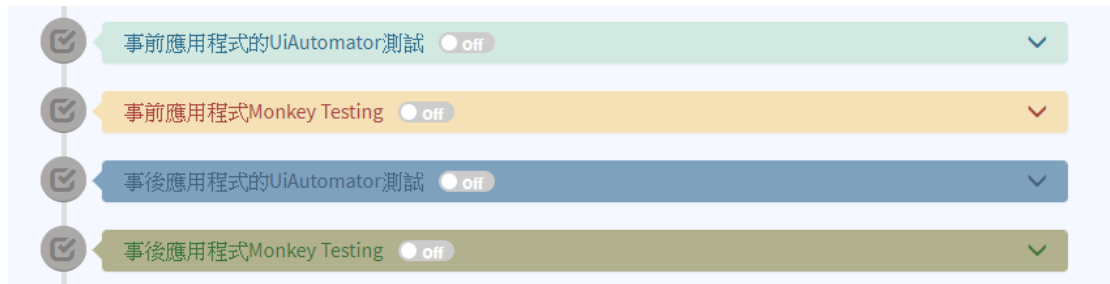 事前應用程式的UiAutomator測試 off
事前應用程式Monkey Testing off
事後應用程式的UiAutomator測試 off
事後應用程式Monkey Testing off